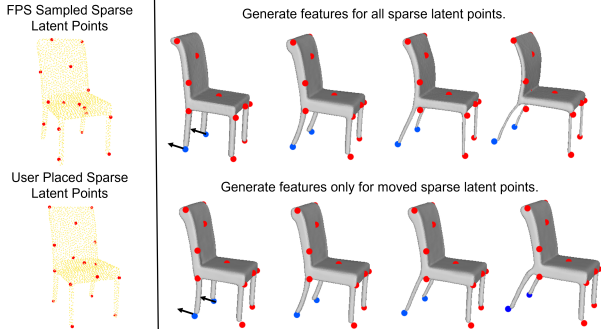 FPS Sampled Sparse
Latent Points
Generate features for all sparse latent points.
User Placed Sparse
Latent Points
Generate features only for moved sparse latent points.